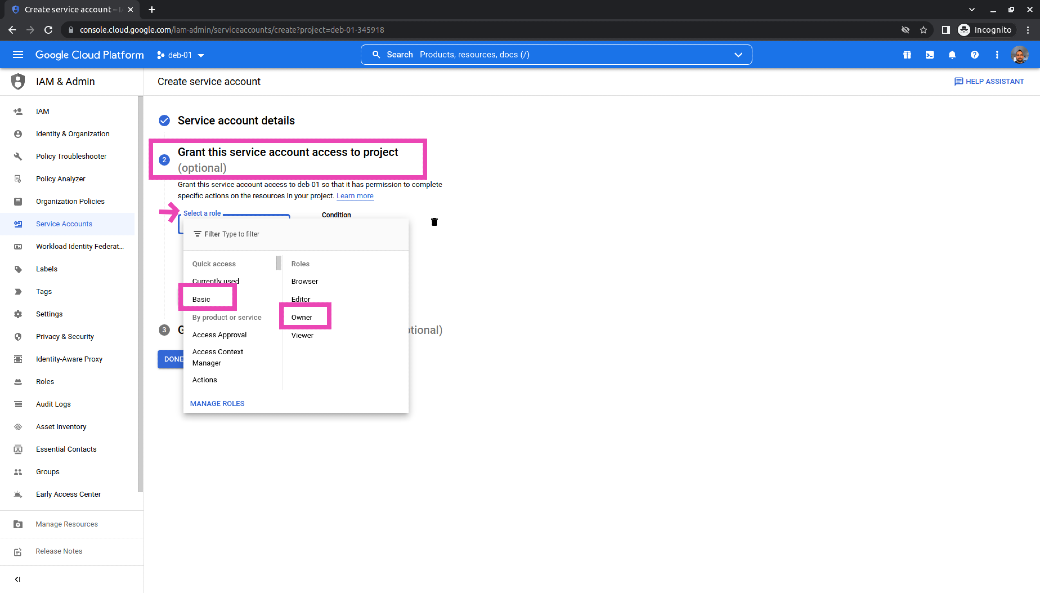 Create service account – I
console.cloud.google.com/iam-admin/serviceaccounts/create?project=deb-01-345918
Incognito
Google Cloud Platform
deb-01
Search Products, resources, docs (/)
IAM & Admin
Create service account
HELP ASSISTANT
IAM
Identity & Organization
Policy Troubleshooter
Policy Analyzer
Organization Policies
Service Accounts
Workload Identity Federat...
Labels
Tags
Settings
Privacy & Security
Identity-Aware Proxy
Roles
Audit Logs
Asset Inventory
Essential Contacts
Groups
Early Access Center
Manage Resources
Release Notes
Service account details
2
Grant this service account access to project
(optional)
Grant this service account access to deb-01 so that it has permission to complete
specific actions on the resources in your project. Learn more
Select a role
Condition
Filter Type to filter
Quick access
Currently used
Basic
By product or service
Access Approval
Access Context
Manager
Actions
Roles
Browser
Editor
Owner
Viewer
MANAGE ROLES
3